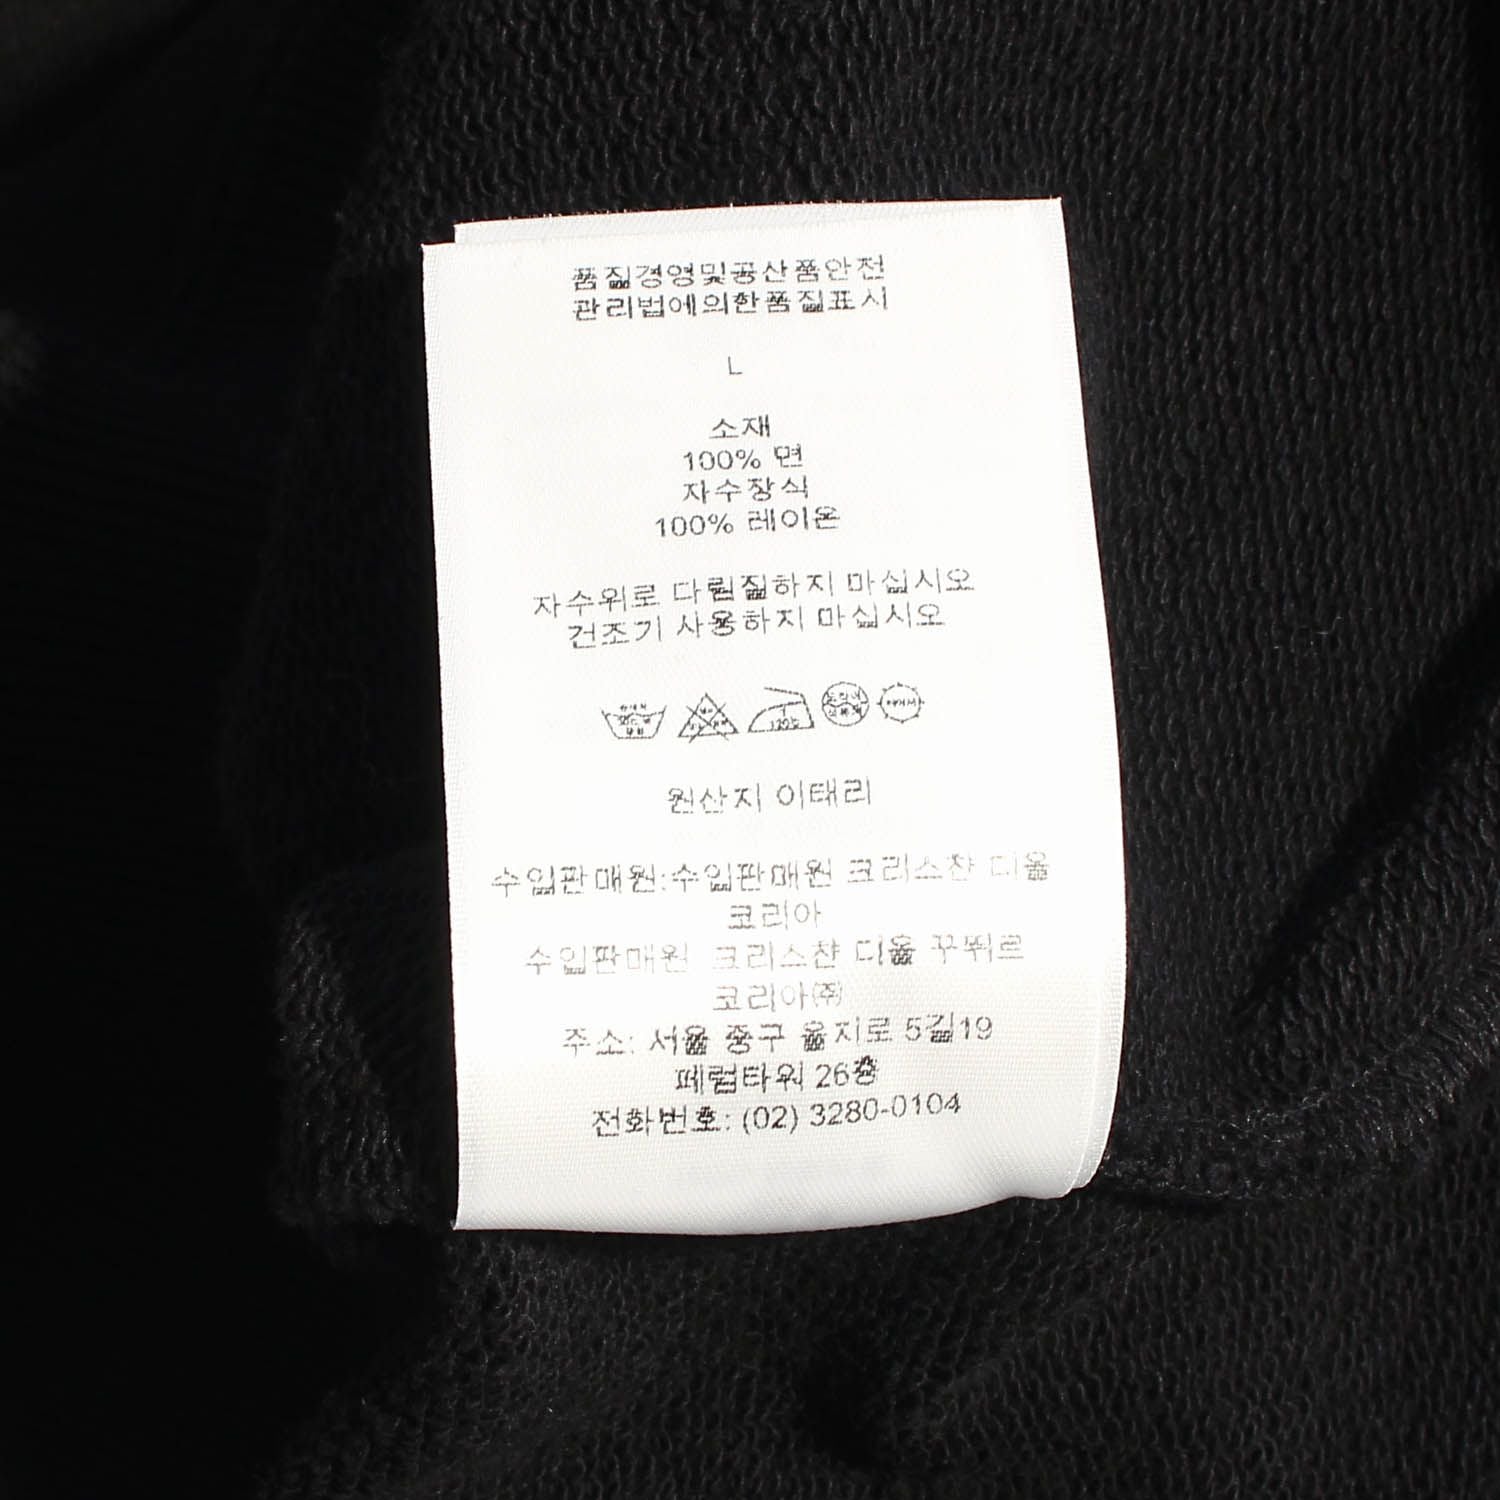 품질경영및공산품안전
관리법에의한품질표시
L
소재
100% 면
자수장식
100% 레이온
자수위로 다림질하지 마십시오
건조기 사용하지 마십시오
120℃
원산지 이태리
수입판매원:수입판매원 크리스챤 디올
코리아
수입판매원 크리스챤 디올 꾸뛰르
코리아㈜
주소: 서울 중구 을지로 5길19
페럼타워 26층
전화번호: (02) 3280-0104